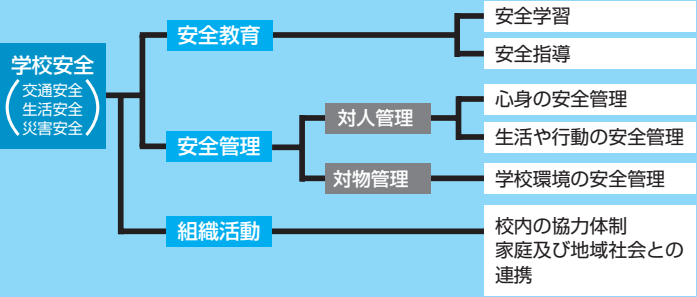 学校安全
交通安全
生活安全
災害安全
安全教育
安全学習
安全指導
安全管理
対人管理
心身の安全管理
生活や行動の安全管理
対物管理
学校環境の安全管理
組織活動
校内の協力体制
家庭及び地域社会との
連携